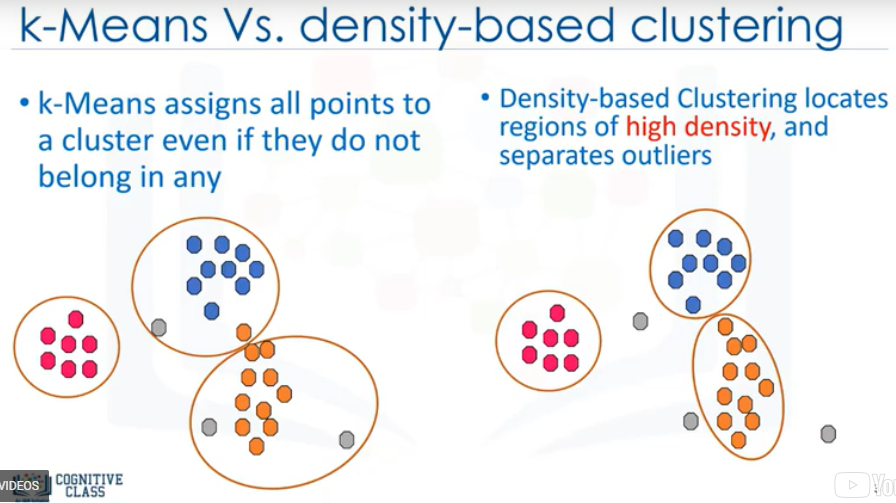 k-Means Vs. density-based clustering
• k-Means assigns all points to
a cluster even if they do not
belong in any
• Density-based Clustering locates
regions of high density, and
separates outliers
VIDEOS
COGNITIVE
CLASS